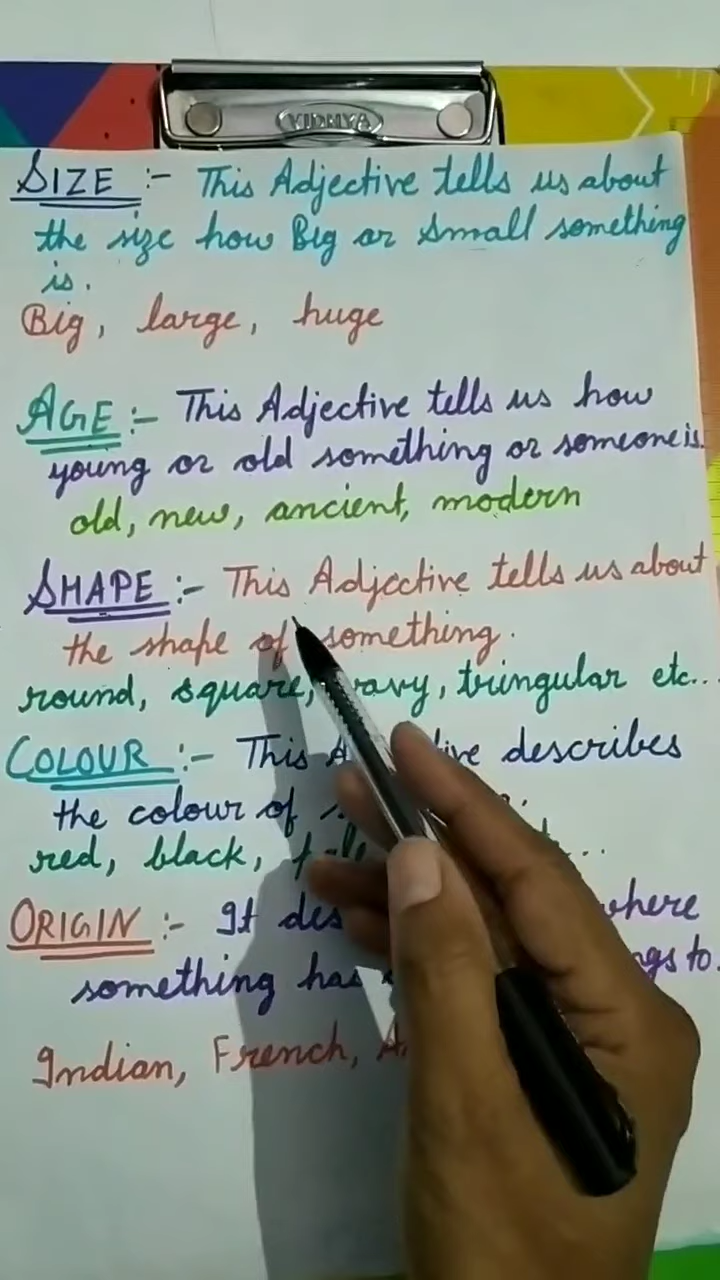 VIDHYA
SIZE :- This Adjective tells us about
the size how Big or Small something
is.
Big, large, huge
AGE :- This Adjective tells us how
young or old something or someone is.
old, new, ancient, modern
SHAPE :- This Adjective tells us about
the shape of something.
round, square, wavy, tringular etc...
COLOUR :- This describes
the colour of
red, black,
ORIGIN :- It where
something has to.
Indian, French,